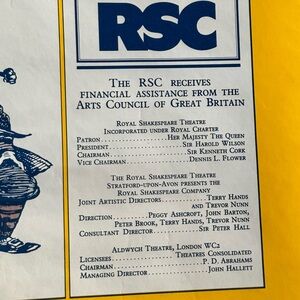 RSC
THE RSC RECEIVES
FINANCIAL ASSISTANCE FROM THE
ARTS COUNCIL OF GREAT BRITAIN
ROYAL SHAKESPEARE THEATRE
INCORPORATED UNDER ROYAL CHARTER
PATRON . . . . . . . . . . . . . . . HER MAJESTY THE QUEEN
PRESIDENT . . . . . . . . . . . . . . . SIR HAROLD WILSON
CHAIRMAN . . . . . . . . . . . . . . . SIR KENNETH CORK
VICE CHAIRMAN . . . . . . . . . . . . . . . DENNIS L. FLOWER
THE ROYAL SHAKESPEARE THEATRE
STRATFORD-UPON-AVON PRESENTS THE
ROYAL SHAKESPEARE COMPANY
JOINT ARTISTIC DIRECTORS . . . . . . . . TERRY HANDS
AND TREVOR NUNN
DIRECTION . . . . . . . . PEGGY ASHCROFT, JOHN BARTON,
PETER BROOK, TERRY HANDS, TREVOR NUNN
CONSULTANT DIRECTOR . . . . . . . . . . . SIR PETER HALL
ALDWYCH THEATRE, LONDON WC2
LICENSEES . . . . . . . . . . . THEATRES CONSOLIDATED
CHAIRMAN . . . . . . . . . . . . . . . P. D. ABRAHAMS
MANAGING DIRECTOR . . . . . . . . . . . . JOHN HALLETT